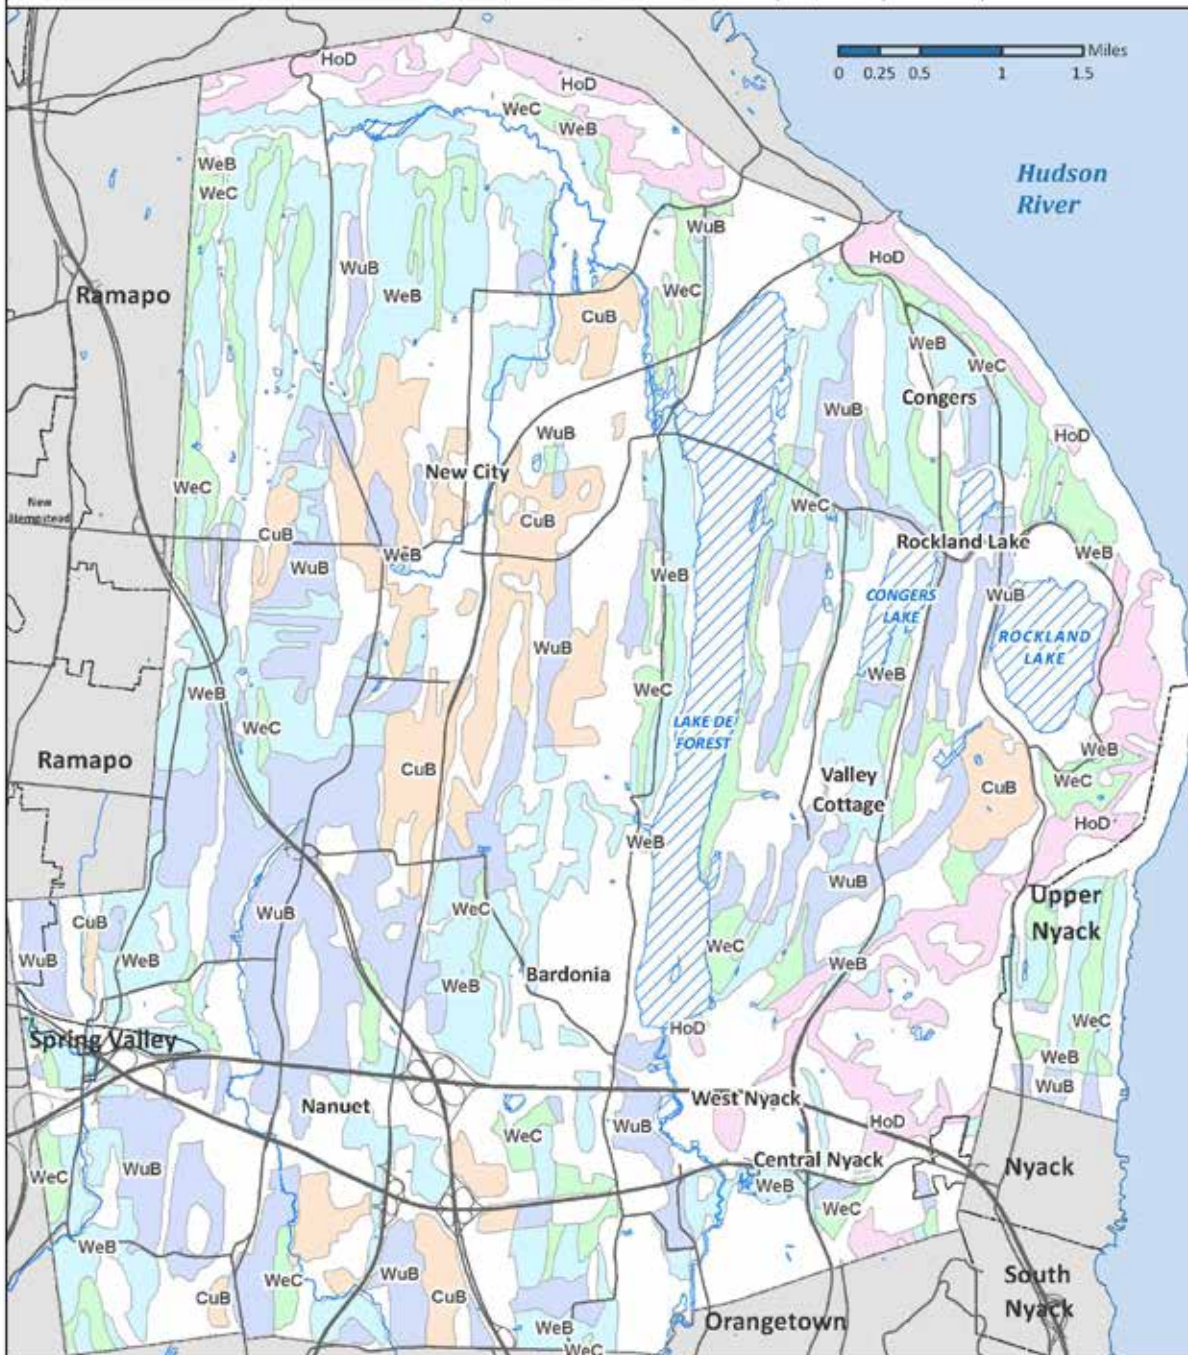 HoD
Miles
0 0.25 0.5 1 1.5
HoD
WeC
WeB
WeB
Hudson
River
WeC
WuB
HoD
WuB
Ramapo
WeB
WeC
CuB
WeB
WeC
Congers
WuB
WuB
HoD
New City
WeC
WeC
New
Hempstead
CuB
CuB
Rockland Lake
WeB
WuB
WeB
WeB
CONGERS
LAKE
WuB
ROCKLAND
LAKE
WuB
WeB
WeB
WeC
WeC
LAKE DE
FOREST
WeB
Ramapo
CuB
Valley
Cottage
CuB
WeC
HoD
WeB
WuB
Upper
Nyack
WuB
WeC
CuB
WuB
WeB
WeC
WeB
Bardonia
WeB
HoD
WeC
Spring Valley
WeB
WuB
Nanuet
West Nyack
WuB
WeC
HoD
Central Nyack
Nyack
WeC
WuB
WeB
WeC
WeB
WeC
WuB
South
Nyack
CuB
CuB
Orangetown
WeB
WeC